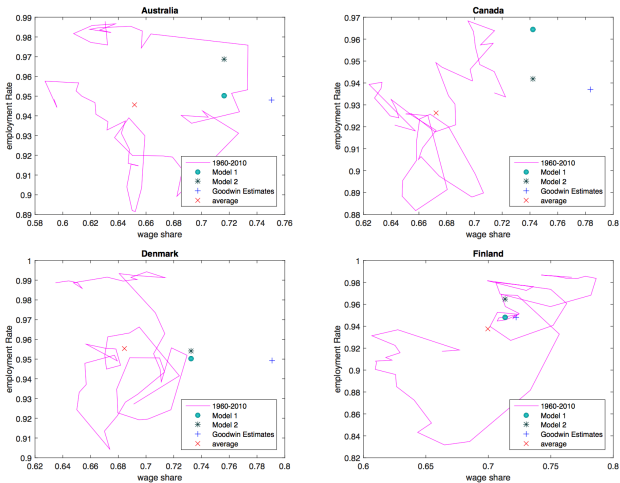 Australia
employment Rate
0.99
0.98
0.97
0.96
0.95
0.94
0.93
0.92
0.91
0.9
0.89
0.58 0.6 0.62 0.64 0.66 0.68 0.7 0.72 0.74 0.76
wage share
1960-2010
Model 1
Model 2
Goodwin Estimates
average
Canada
employment Rate
0.97
0.96
0.95
0.94
0.93
0.92
0.91
0.9
0.89
0.88
0.62 0.64 0.66 0.68 0.7 0.72 0.74 0.76 0.78 0.8
wage share
1960-2010
Model 1
Model 2
Goodwin Estimates
average
Denmark
employment Rate
1
0.99
0.98
0.97
0.96
0.95
0.94
0.93
0.92
0.91
0.9
0.62 0.64 0.66 0.68 0.7 0.72 0.74 0.76 0.78 0.8
wage share
1960-2010
Model 1
Model 2
Goodwin Estimates
average
Finland
employment Rate
1
0.98
0.96
0.94
0.92
0.9
0.88
0.86
0.84
0.82
0.6 0.65 0.7 0.75 0.8
wage share
1960-2010
Model 1
Model 2
Goodwin Estimates
average